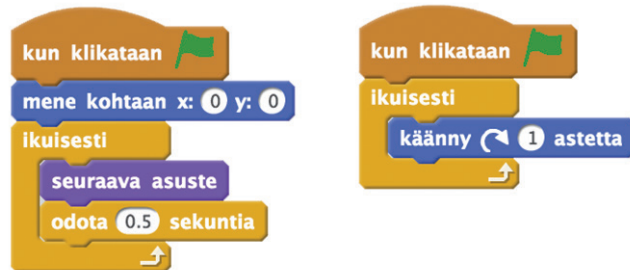 kun klikataan
mene kohtaan x: 0 y: 0
ikuisesti
seuraava asuste
odota 0.5 sekuntia
kun klikataan
ikuisesti
käänny 1 astetta